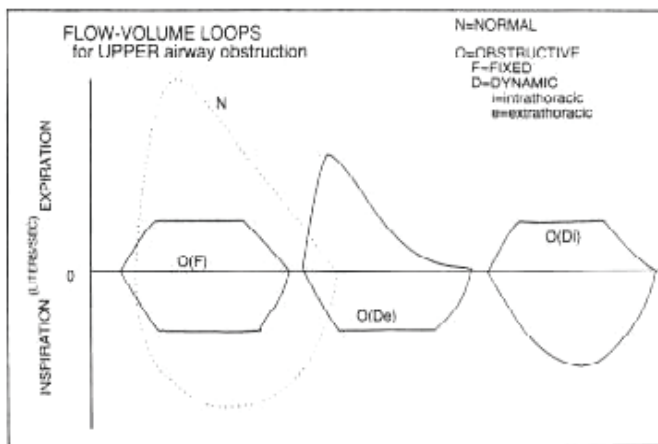 FLOW-VOLUME LOOPS
for UPPER airway obstruction
N=NORMAL
O=OBSTRUCTIVE
F=FIXED
D=DYNAMIC
i=intrathoracic
e=extrathoracic
N
EXPIRATION
(LITERS/SEC)
0
INSPIRATION
O(F)
O(De)
O(Di)